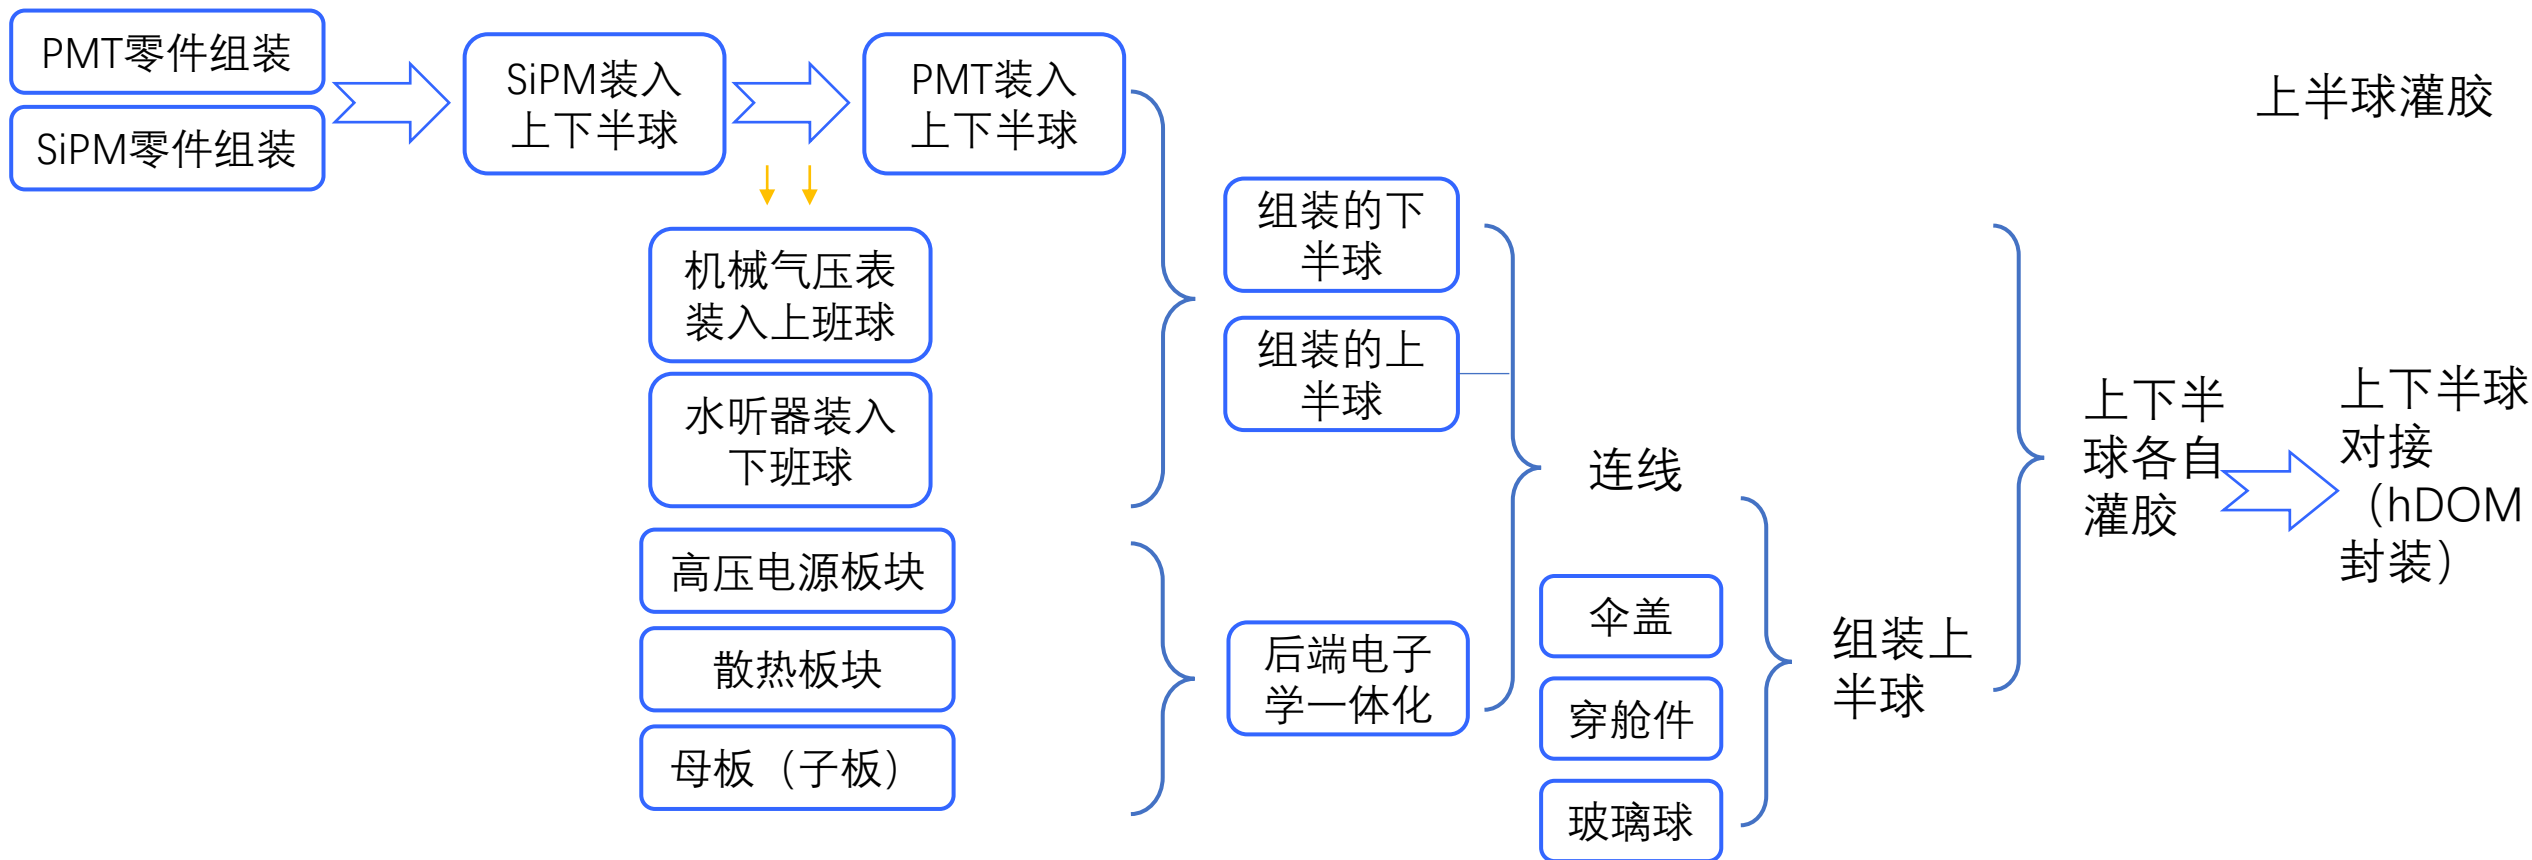 PMT零件组装
SiPM零件组装
SiPM装入
上下半球
PMT装入
上下半球
上半球灌胶
机械气压表
装入上班球
水听器装入
下班球
高压电源板块
散热板块
母板（子板）
组装的下
半球
组装的上
半球
后端电子
学一体化
连线
伞盖
穿舱件
玻璃球
组装上
半球
上下半
球各自
灌胶
上下半球
对接
（hDOM
封装）